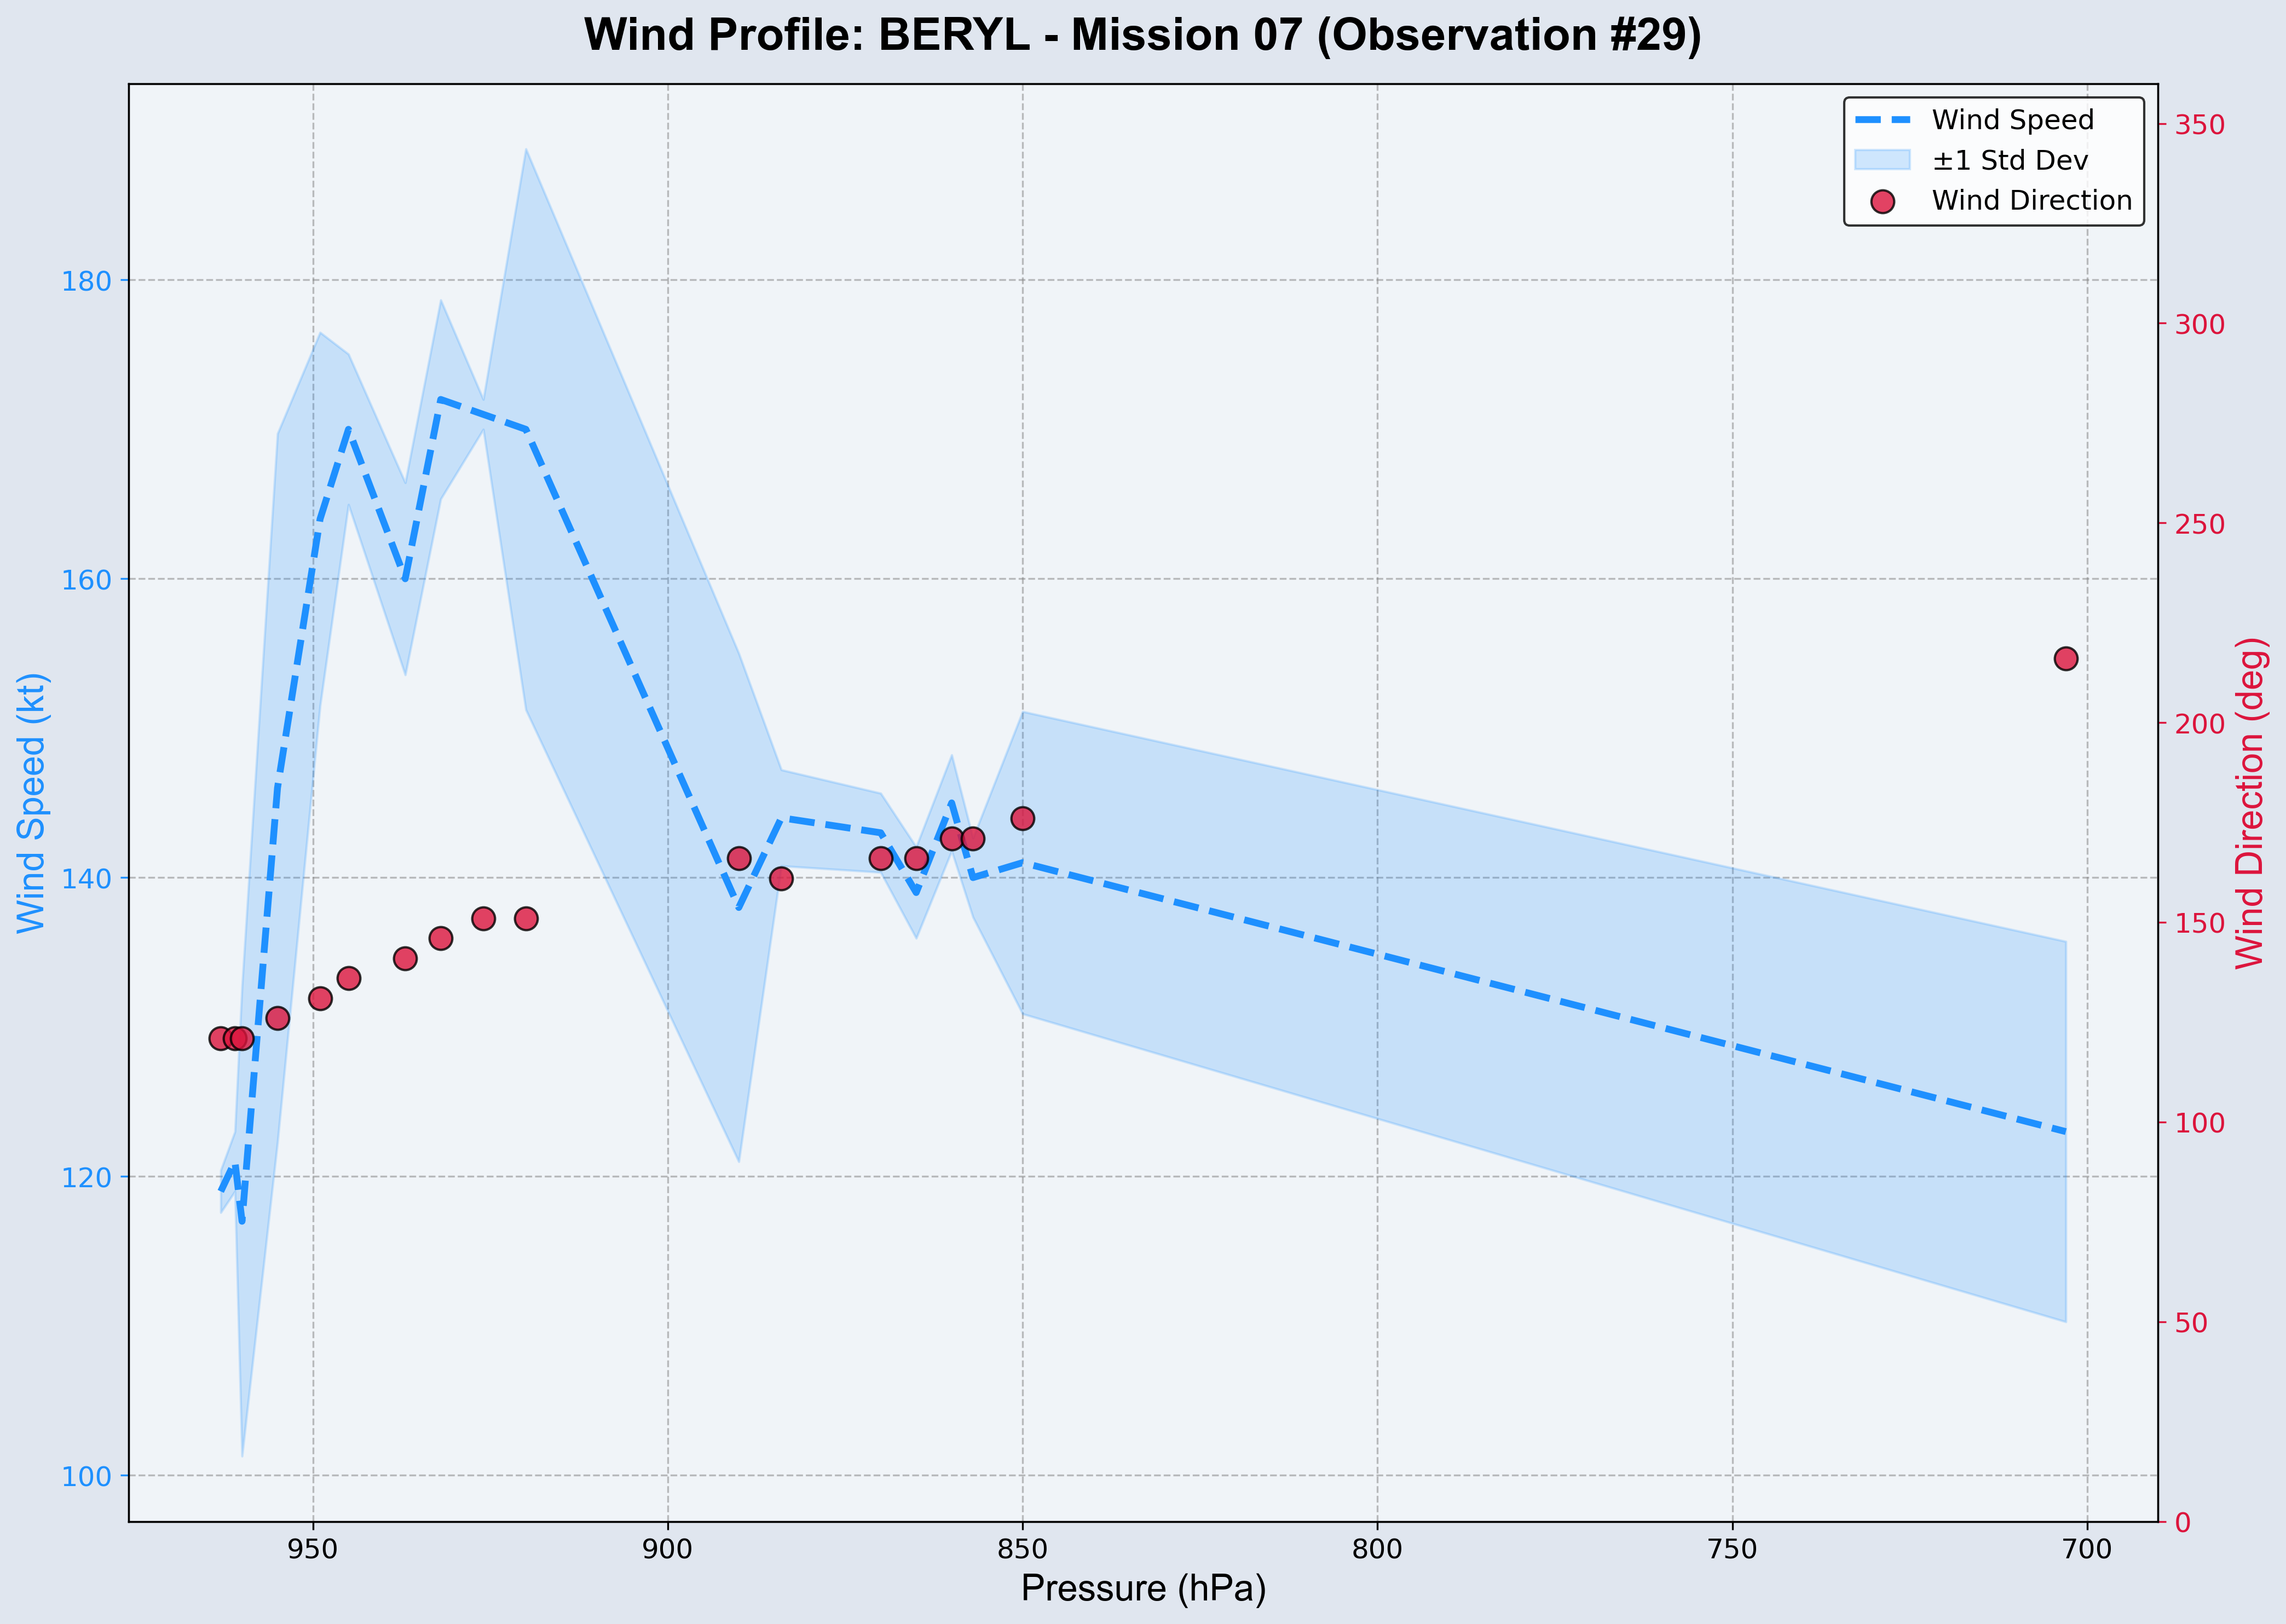 Wind Profile: BERYL - Mission 07 (Observation #29)
Wind Speed
±1 Std Dev
Wind Direction
Wind Speed (kt)
180
160
140
120
100
350
300
250
200
150
100
50
0
Wind Direction (deg)
950
900
850
800
750
700
Pressure (hPa)